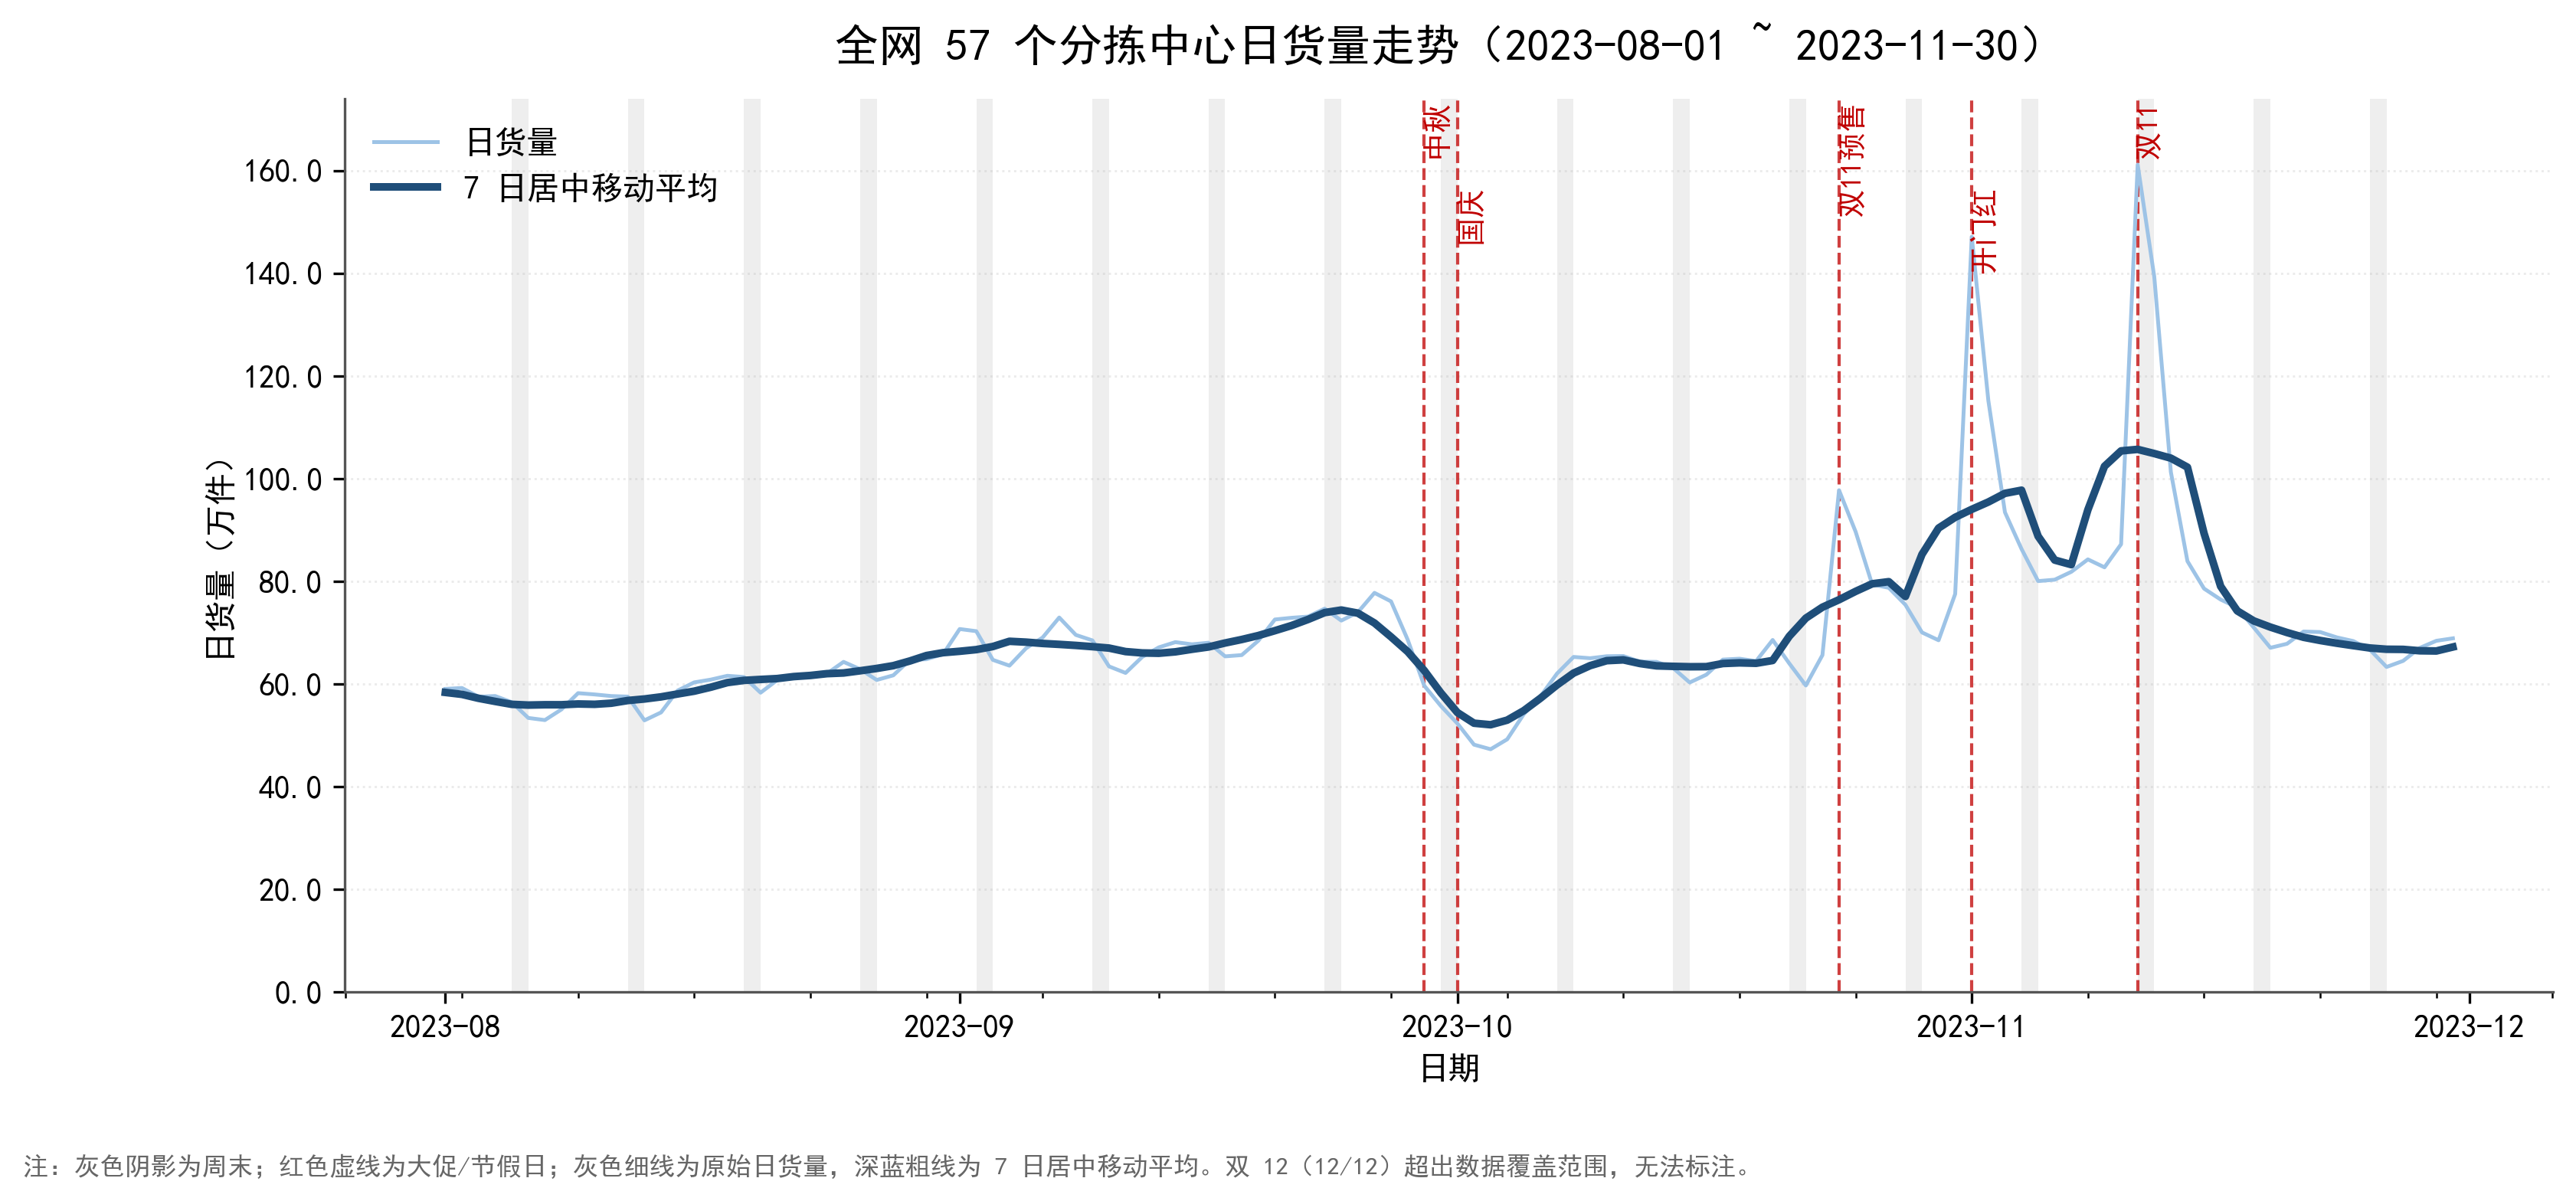 全网 57 个分拣中心日货量走势（2023-08-01 ~ 2023-11-30）
日货量
7 日居中移动平均
中秋
国庆
双11预售
开门红
双11
日货量（万件）
160.0
140.0
120.0
100.0
80.0
60.0
40.0
20.0
0.0
2023-08
2023-09
2023-10
2023-11
2023-12
日期
注：灰色阴影为周末；红色虚线为大促/节假日；灰色细线为原始日货量，深蓝粗线为 7 日居中移动平均。双 12（12/12）超出数据覆盖范围，无法标注。